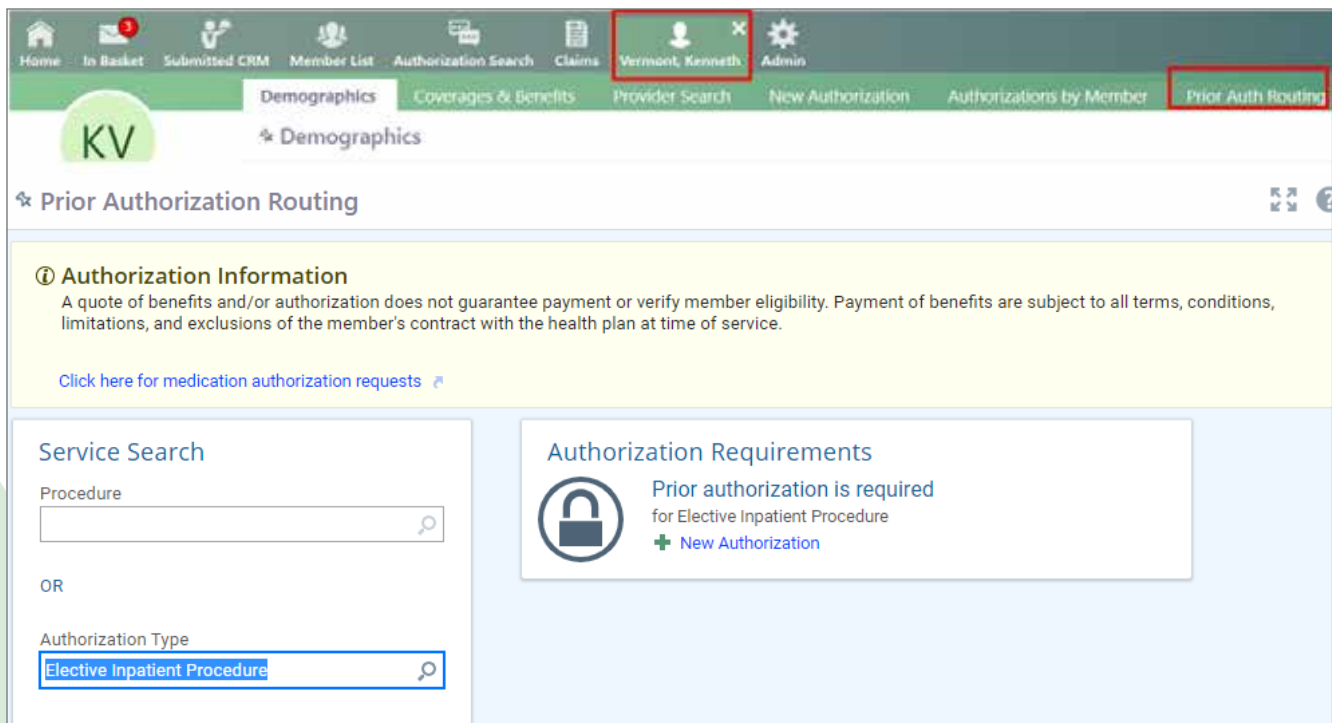 3
Home In Basket Submitted CRM Member List Authorization Search Claims Vermont, Kenneth Admin
Demographics Coverages & Benefits Provider Search New Authorization Authorizations by Member Prior Auth Routing
KV
Demographics
Prior Authorization Routing
?
Authorization Information
A quote of benefits and/or authorization does not guarantee payment or verify member eligibility. Payment of benefits are subject to all terms, conditions,
limitations, and exclusions of the member's contract with the health plan at time of service.
Click here for medication authorization requests
Service Search
Procedure
OR
Authorization Type
Elective Inpatient Procedure
Authorization Requirements
Prior authorization is required
for Elective Inpatient Procedure
New Authorization